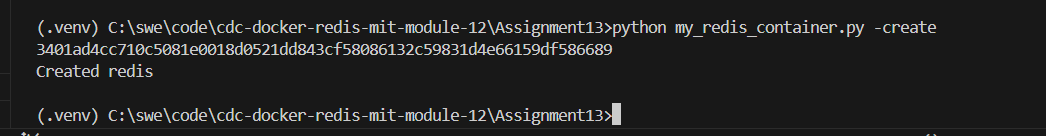 (.venv) C:\swe\code\cdc-docker-redis-mit-module-12\Assignment13>python my_redis_container.py -create
3401ad4cc710c5081e0018d0521dd843cf58086132c59831d4e66159df586689
Created redis
(.venv) C:\swe\code\cdc-docker-redis-mit-module-12\Assignment13>